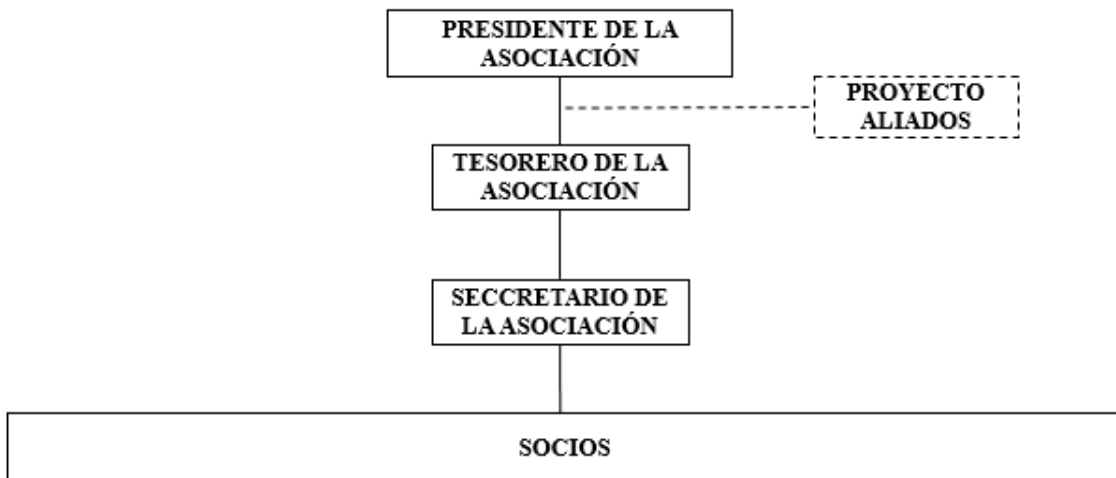 PRESIDENTE DE LA
ASOCIACIÓN
PROYECTO
ALIADOS
TESORERO DE LA
ASOCIACIÓN
SECCRETARIO DE
LA ASOCIACIÓN
SOCIOS